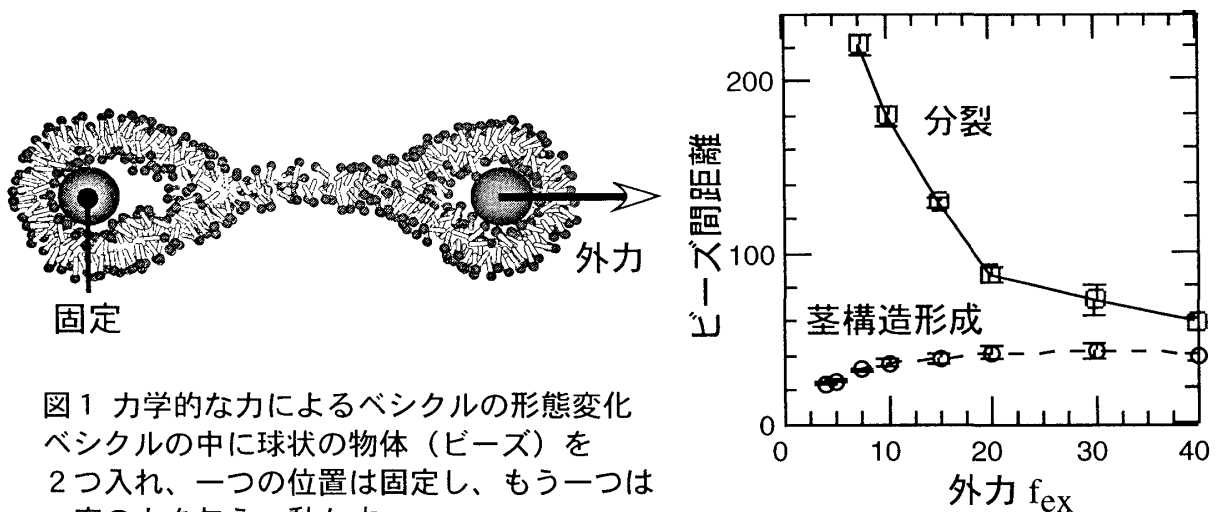 固定
外力
図1 力学的な力によるベシクルの形態変化
ベシクルの中に球状の物体（ビーズ）を
2つ入れ、一つの位置は固定し、もう一つは
ビーズ間距離
200
100
0
分裂
茎構造形成
0 10 20 30 40
外力 fex